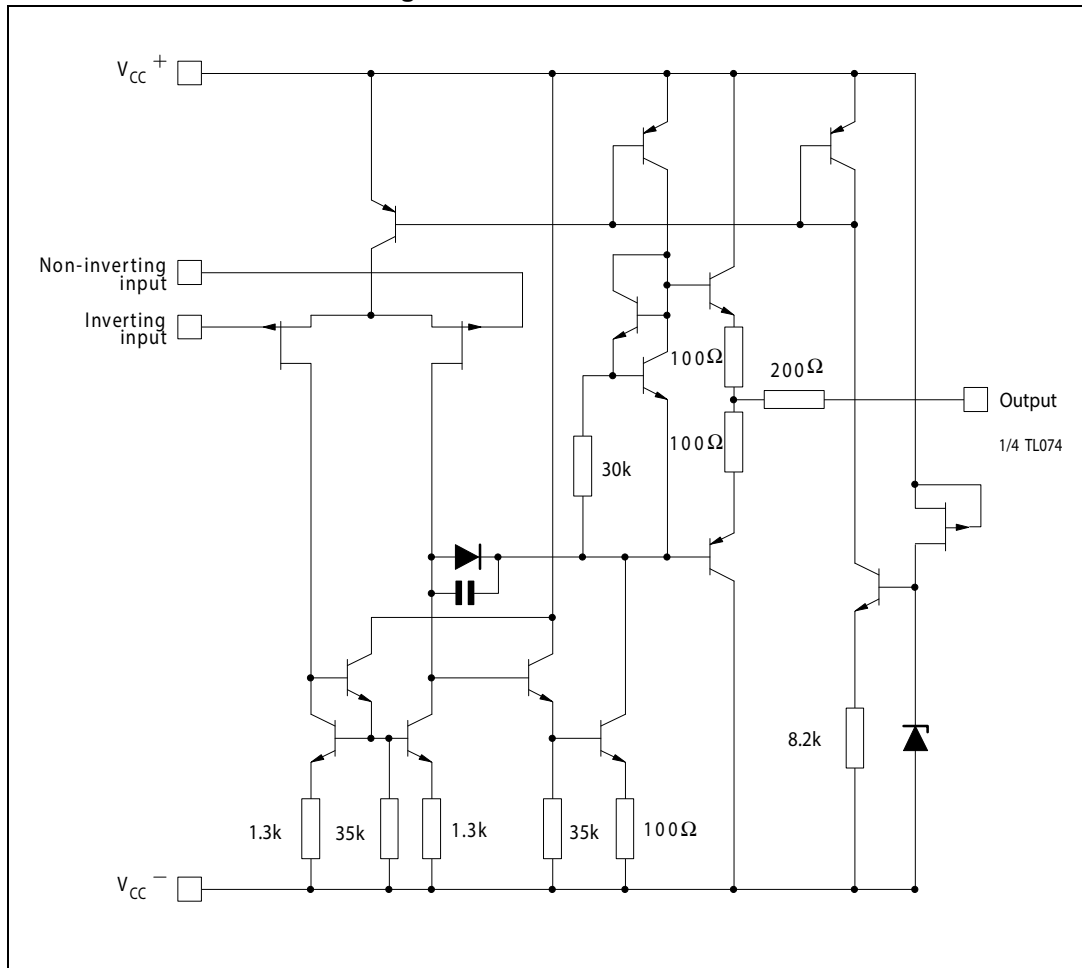 g
V_CC +
Non-inverting
input
Inverting
input
100Ω
200Ω
Output
100Ω
1/4 TL074
30k
8.2k
1.3k
35k
1.3k
35k
100Ω
V_CC −